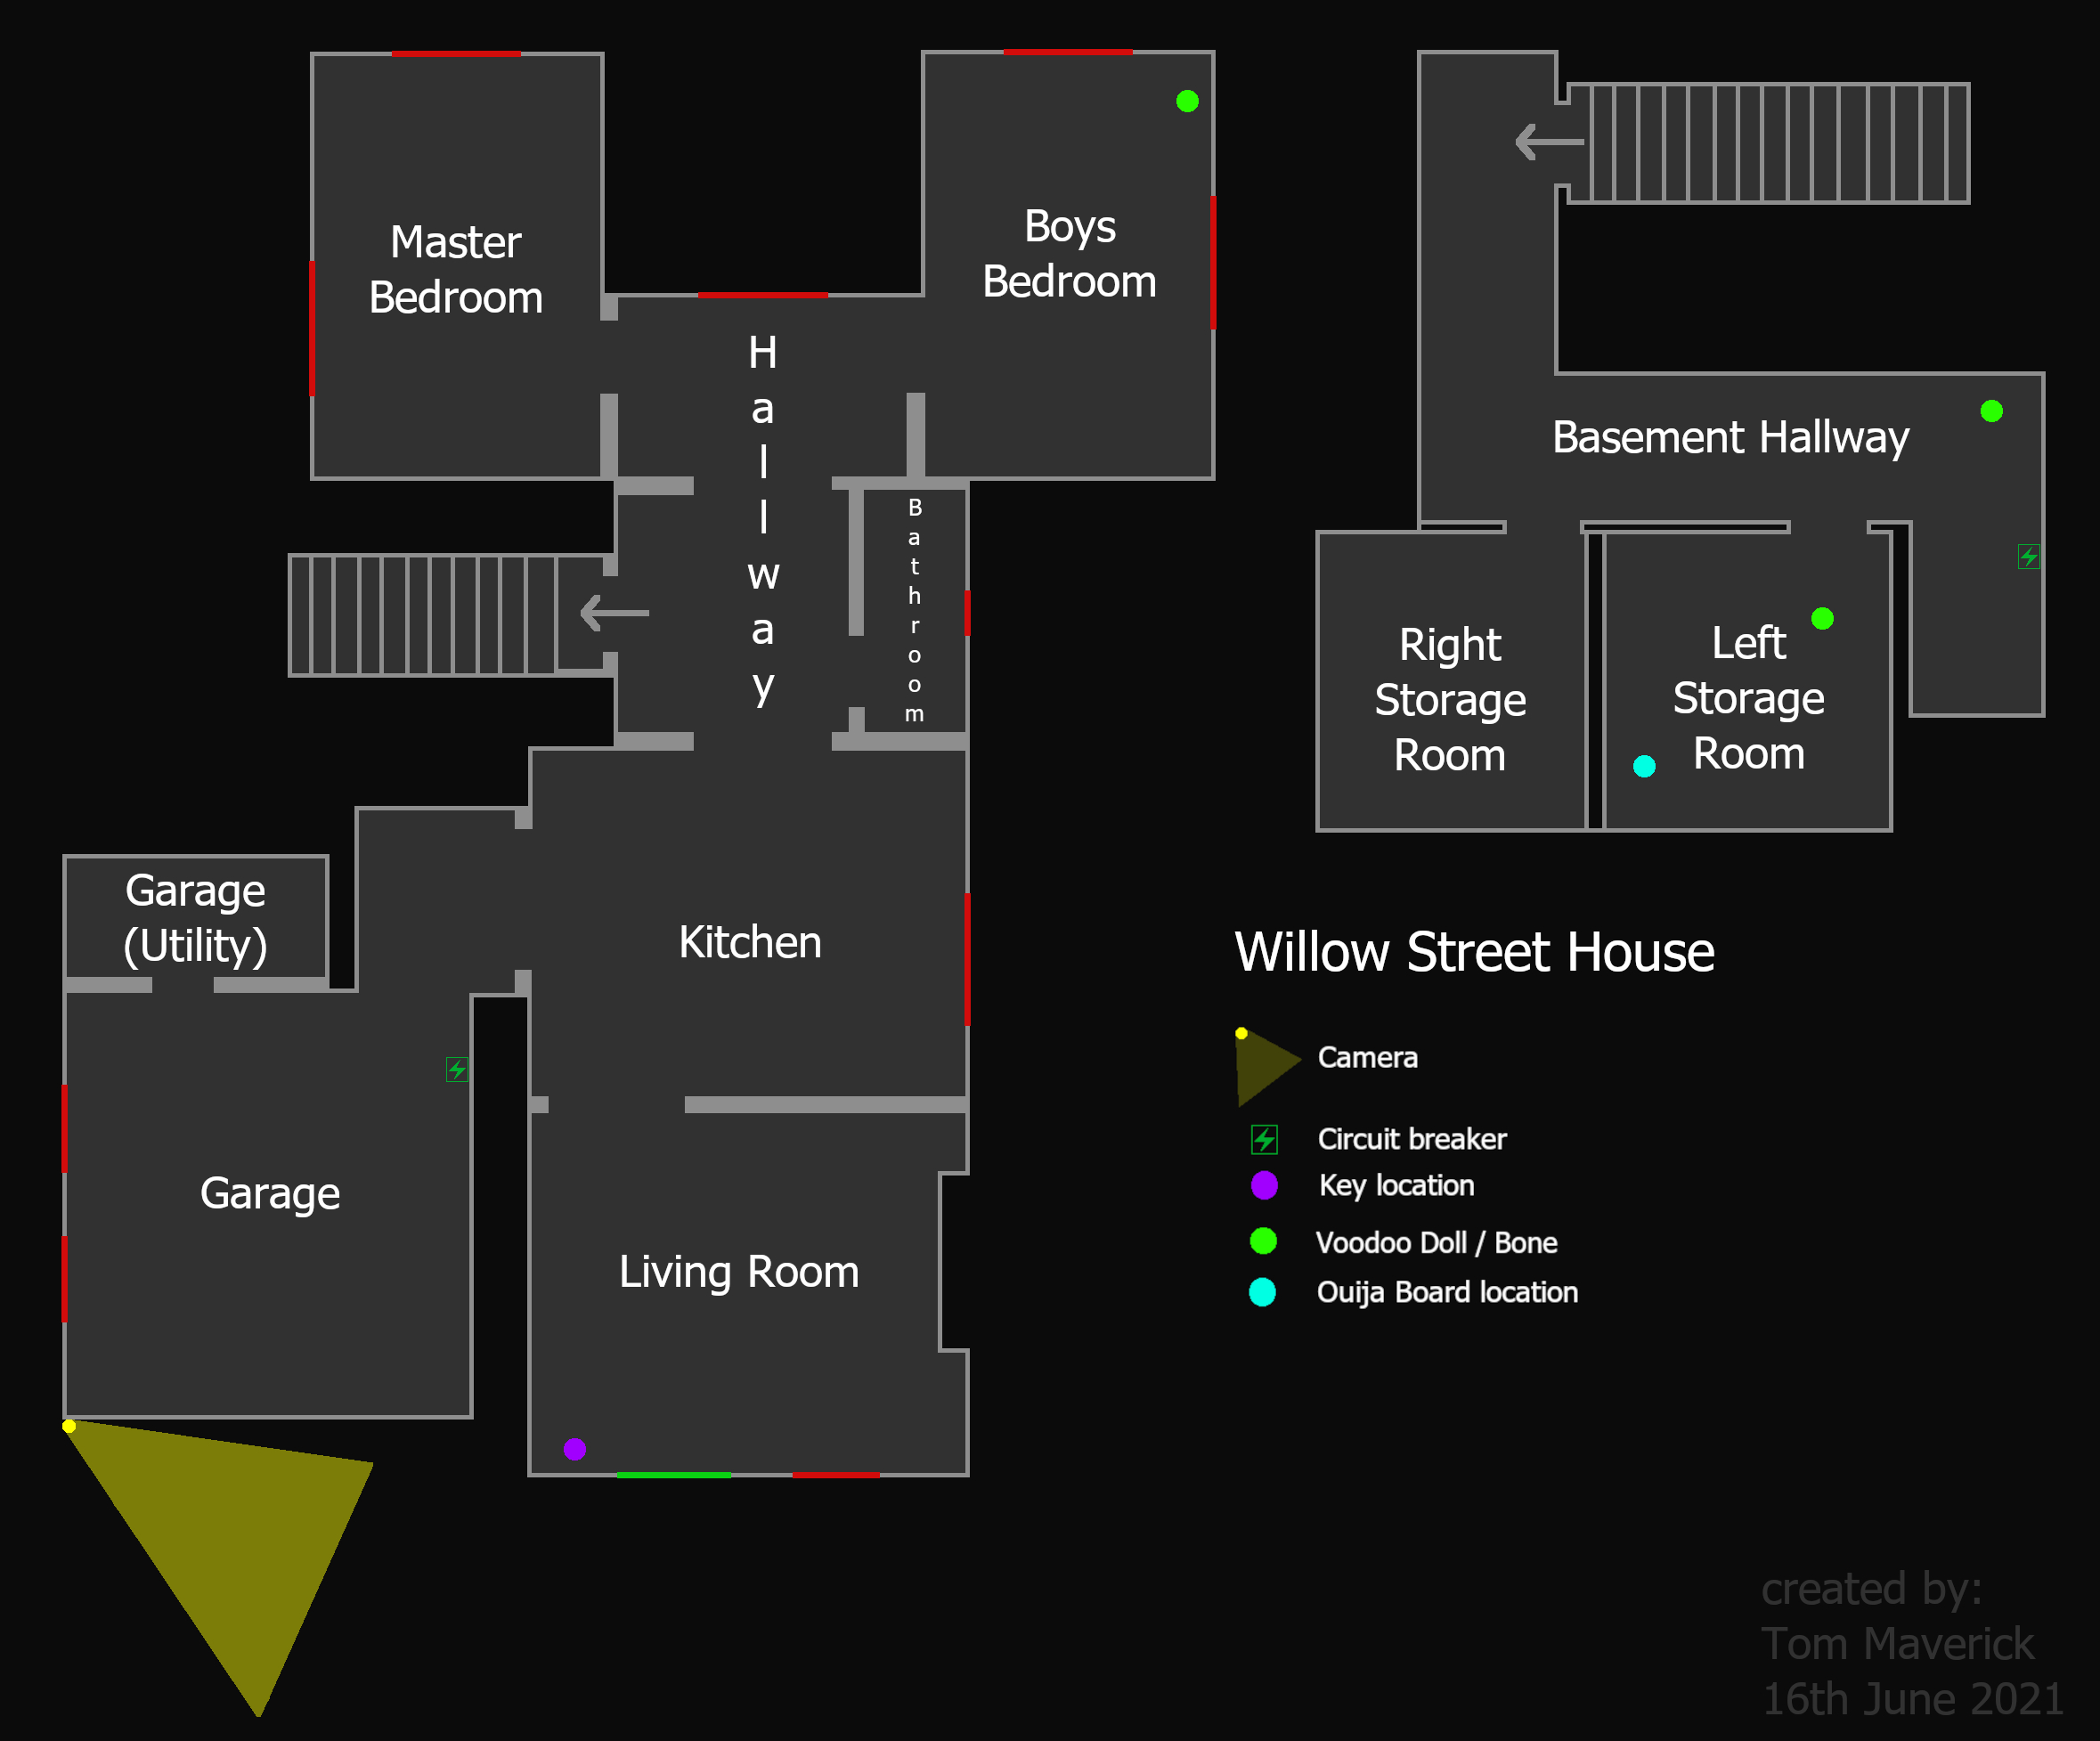 Master
Bedroom
Boys
Bedroom
Hallway
Bathroom
Basement Hallway
Right
Storage
Room
Left
Storage
Room
Garage
(Utility)
Kitchen
Garage
Living Room
Willow Street House
Camera
Circuit breaker
Key location
Voodoo Doll / Bone
Ouija Board location
created by:
Tom Maverick
16th June 2021